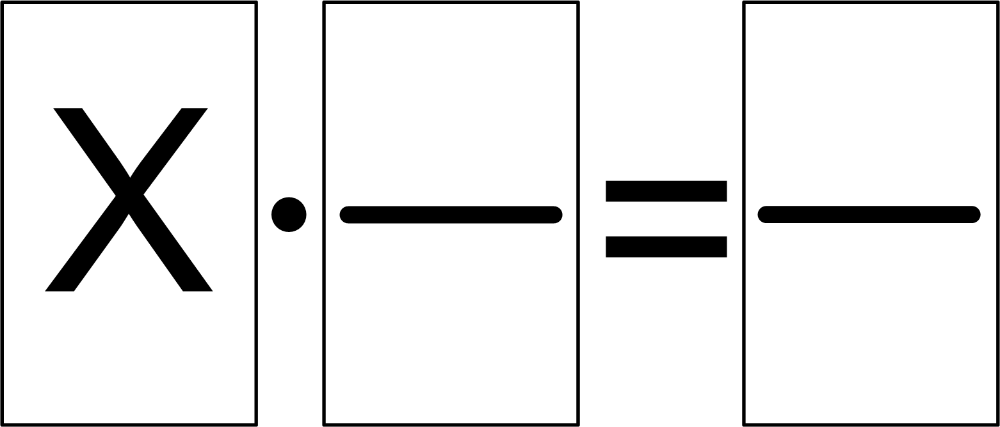 X · — = —